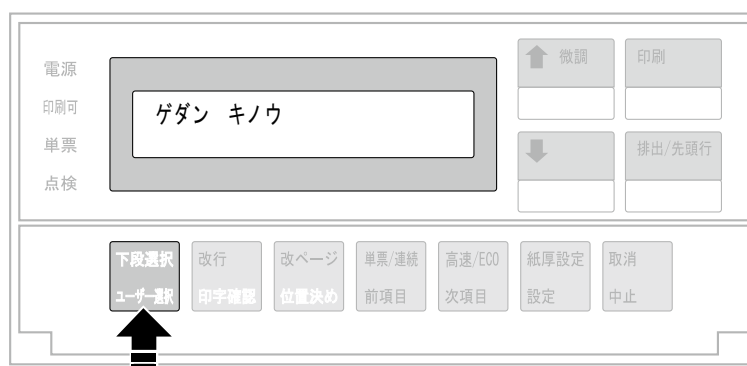 電源
印刷可
単票
点検
ゲダン キノウ
微調
印刷
排出/先頭行
下段選択
ユーザー選択
改行
印字確認
改ページ
位置決め
単票/連続
前項目
高速/ECO
次項目
紙厚設定
設定
取消
中止